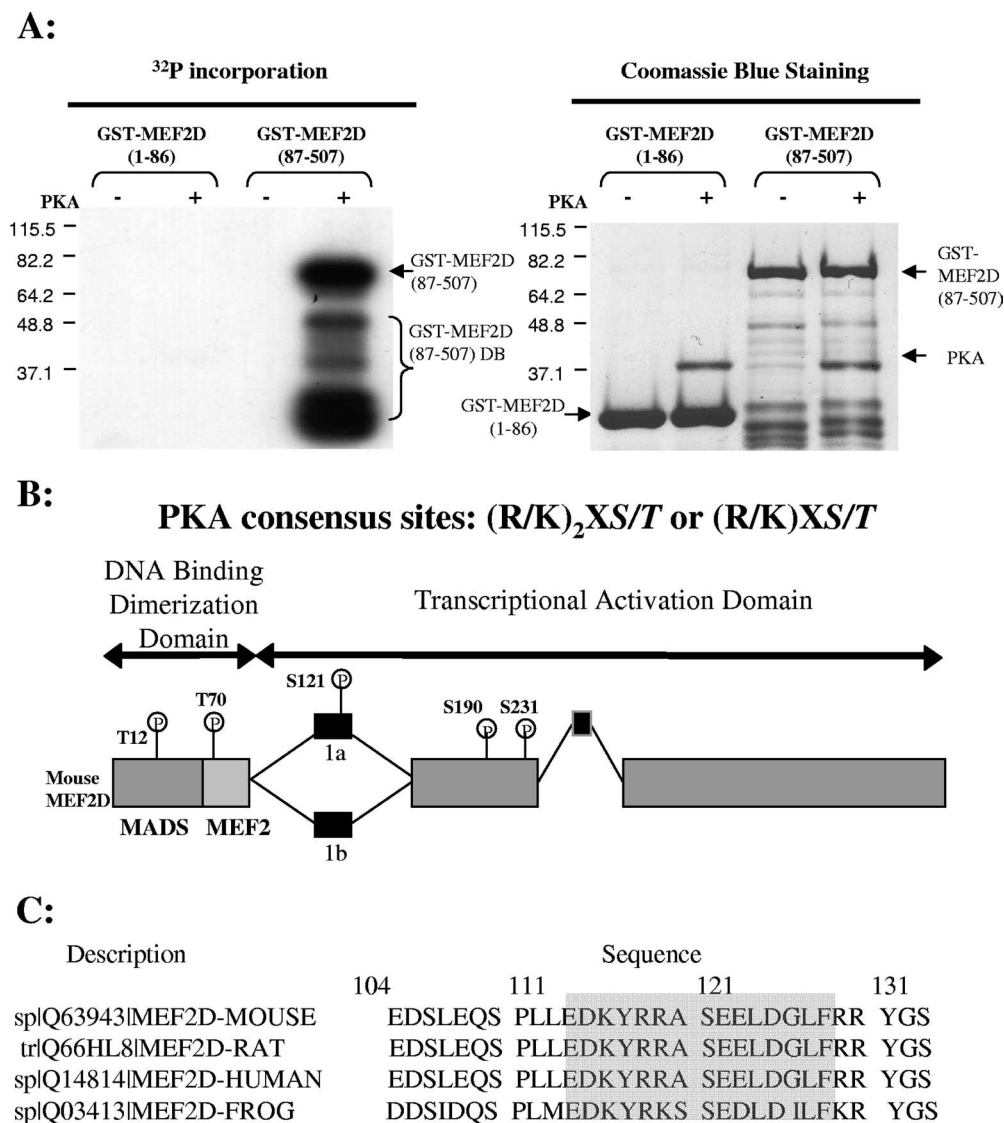 A:
³²P incorporation
Coomassie Blue Staining
GST-MEF2D
(1-86)
GST-MEF2D
(87-507)
GST-MEF2D
(1-86)
GST-MEF2D
(87-507)
PKA - + - +
PKA - + - +
115.5
82.2
64.2
48.8
37.1
GST-MEF2D
(87-507)
GST-MEF2D
(87-507) DB
115.5
82.2
64.2
48.8
37.1
GST-MEF2D
(1-86)
GST-
MEF2D
(87-507)
PKA
B:
PKA consensus sites: (R/K)₂XS/T or (R/K)XS/T
DNA Binding
Dimerization
Domain
Transcriptional Activation Domain
T12 P
T70 P
S121 P
S190 P
S231 P
1a
1b
Mouse
MEF2D
MADS MEF2
C:
Description Sequence
104 111 121 131
sp|Q63943|MEF2D-MOUSE EDSLEQS PLLEDKYRRA SEELDGLFRR YGS
tr|Q66HL8|MEF2D-RAT EDSLEQS PLLEDKYRRA SEELDGLFRR YGS
sp|Q14814|MEF2D-HUMAN EDSLEQS PLLEDKYRRA SEELDGLFRR YGS
sp|Q03413|MEF2D-FROG DDSIDQS PLMEDKYRKS SEDLD ILFKR YGS